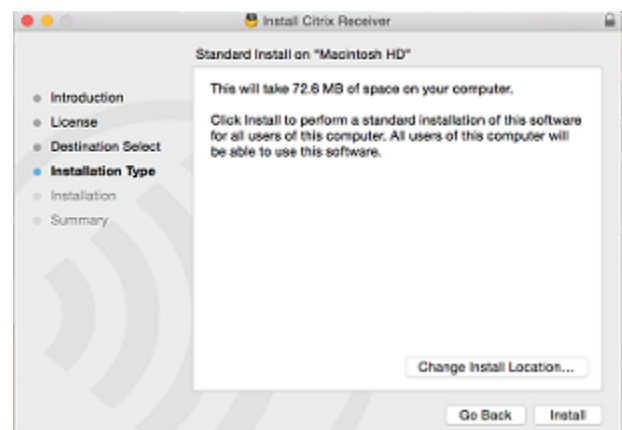 Install Citrix Receiver
Standard Install on "Macintosh HD"
Introduction
License
Destination Select
Installation Type
Installation
Summary
This will take 72.6 MB of space on your computer.
Click Install to perform a standard installation of this software
for all users of this computer. All users of this computer will
be able to use this software.
Change Install Location...
Go Back
Install